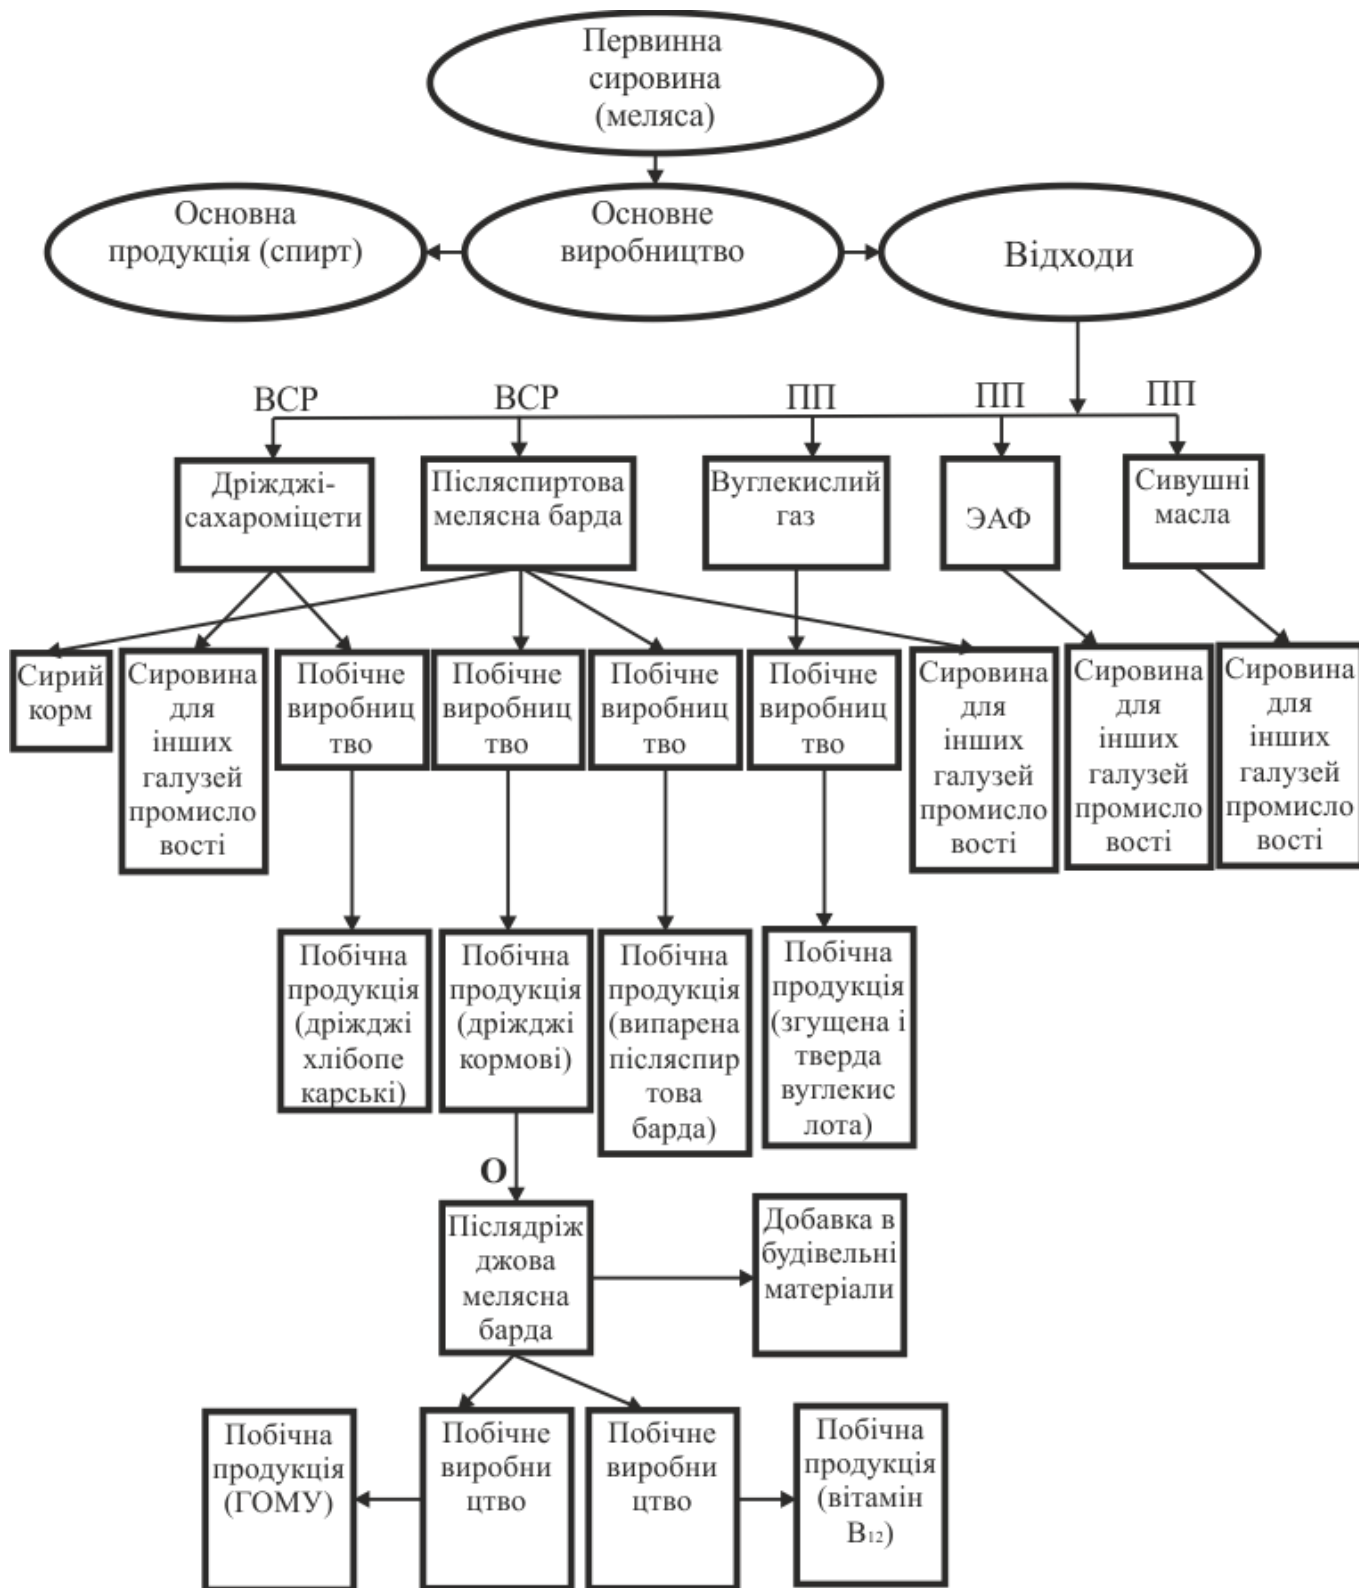 Первинна
сировина
(меляса)
Основна
продукція (спирт)
Основне
виробництво
Відходи
ВСР
ВСР
ПП
ПП
ПП
Дріжджі-
сахароміцети
Післяспиртова
мелясна барда
Вуглекислий
газ
ЭАФ
Сивушні
масла
Сирий
корм
Сировина
для
інших
галузей
промисло
вості
Побічне
виробниц
тво
Побічне
виробниц
тво
Побічне
виробниц
тво
Побічне
виробниц
тво
Сировина
для
інших
галузей
промисло
вості
Сировина
для
інших
галузей
промисло
вості
Сировина
для
інших
галузей
промисло
вості
Побічна
продукція
(дріжджі
хлібопе
карські)
Побічна
продукція
(дріжджі
кормові)
Побічна
продукція
(випарена
післяспир
това
барда)
Побічна
продукція
(згущена і
тверда
вуглекис
лота)
О
Післядріж
джова
мелясна
барда
Добавка в
будівельні
матеріали
Побічна
продукція
(ГОМУ)
Побічне
виробни
цтво
Побічне
виробни
цтво
Побічна
продукція
(вітамін
В₁₂)